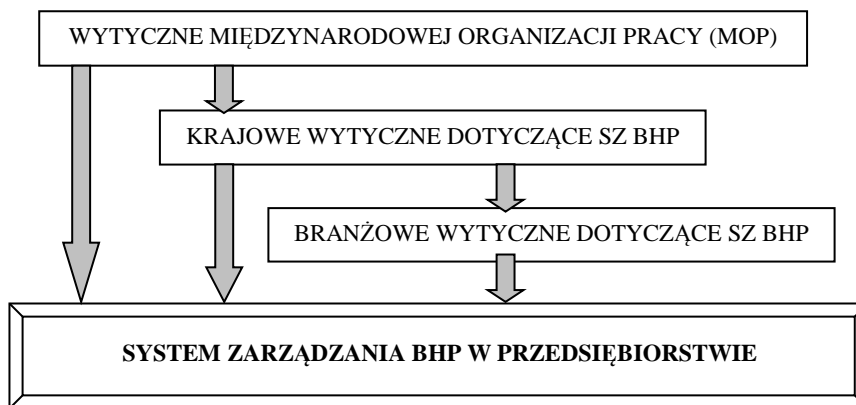 WYTYCZNE MIĘDZYNARODOWEJ ORGANIZACJI PRACY (MOP)
KRAJOWE WYTYCZNE DOTYCZĄCE SZ BHP
BRANŻOWE WYTYCZNE DOTYCZĄCE SZ BHP
SYSTEM ZARZĄDZANIA BHP W PRZEDSIĘBIORSTWIE